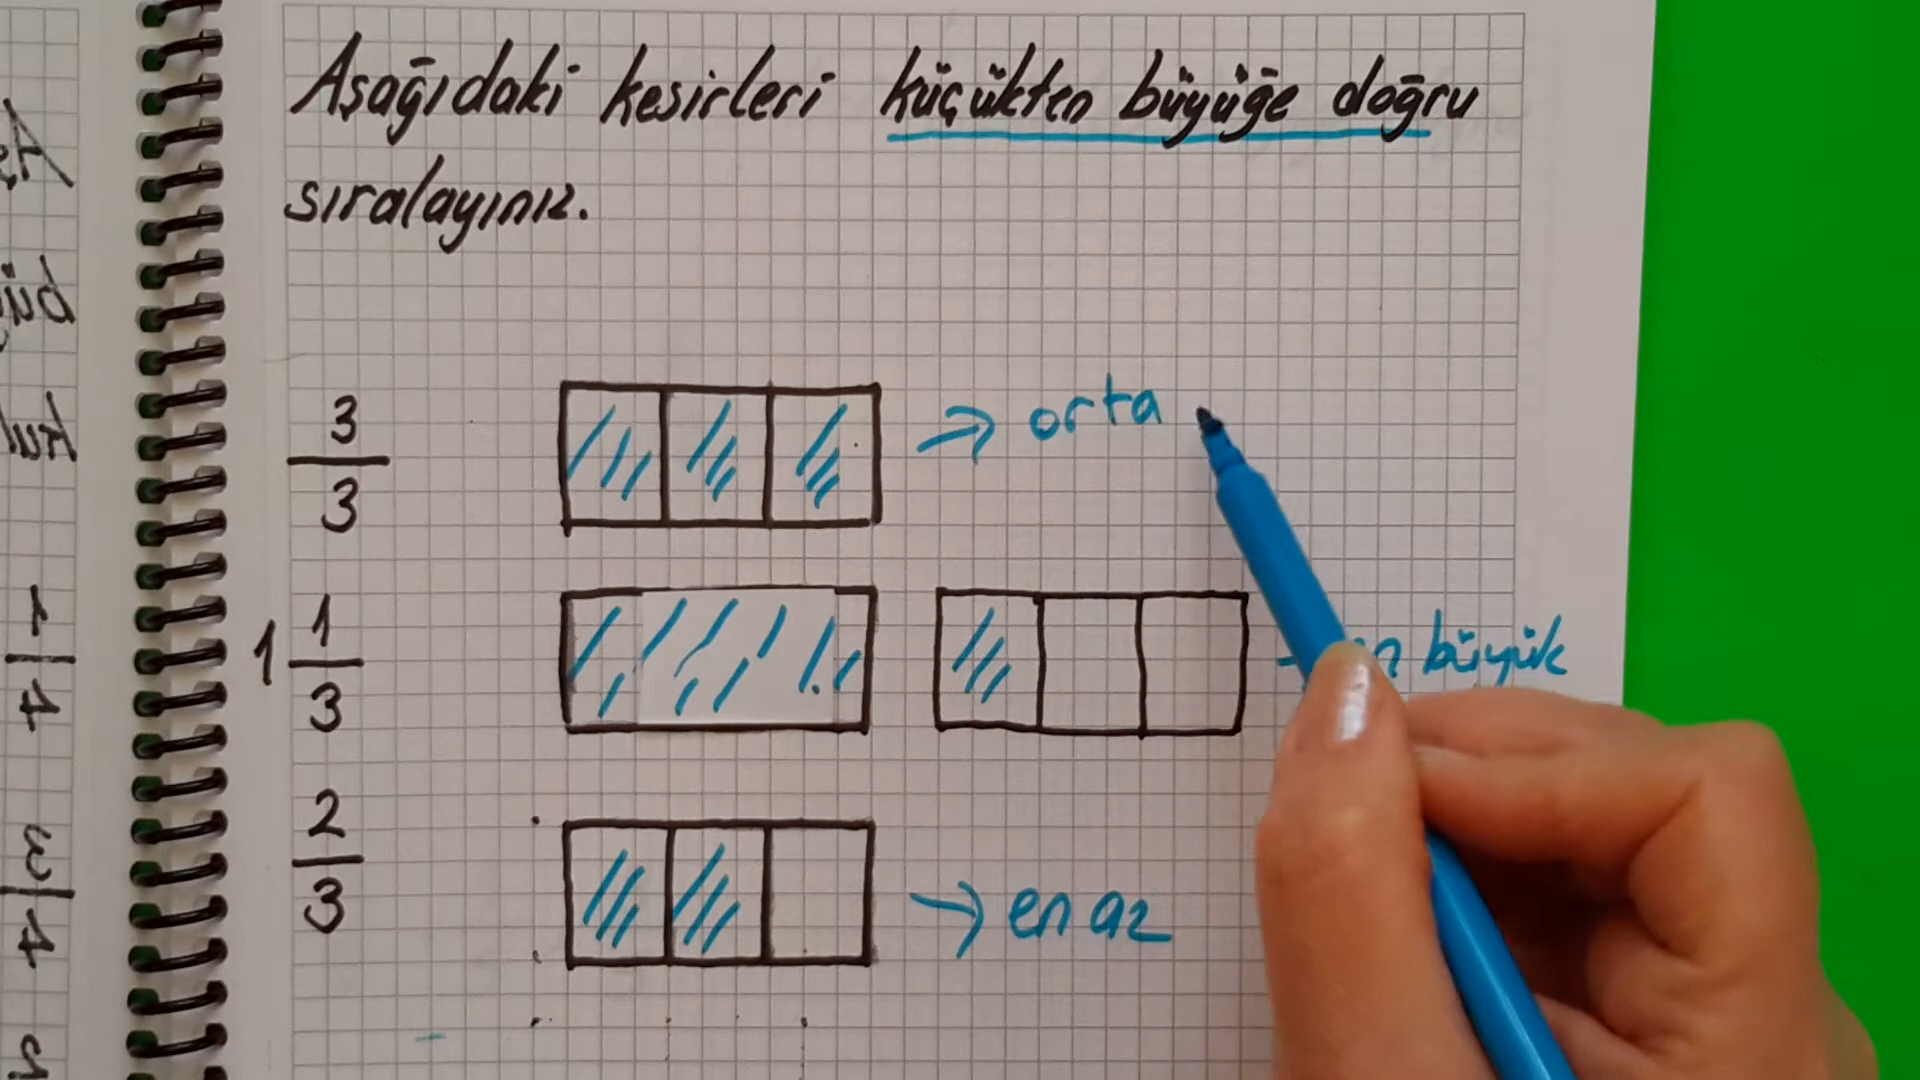 Aşağıdaki kesirleri küçükten büyüğe doğru
sıralayınız.
3
3
→ orta
1 1
3
büyük
2
3
→ en az